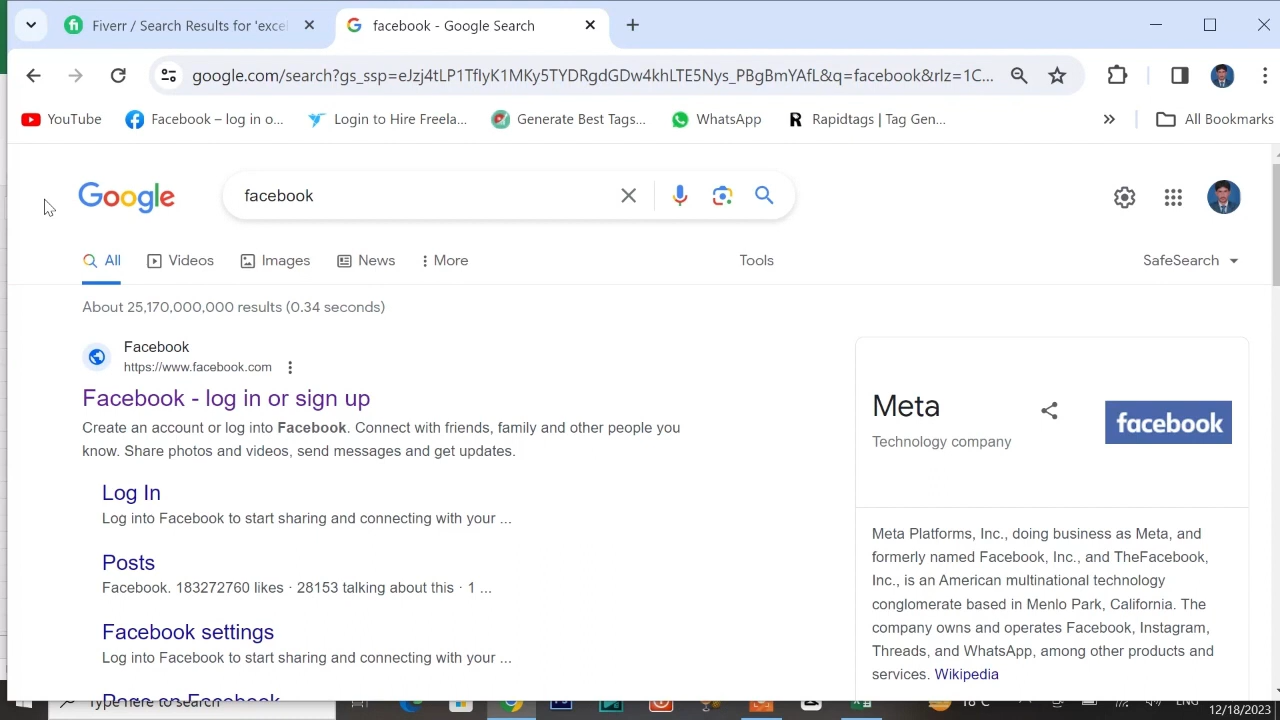 Fiverr / Search Results for 'excel
facebook - Google Search
google.com/search?gs_ssp=eJzj4tLP1TflyK1MKy5TYDRgdGDw4khLTE5Nys_PBgBmYAfL&q=facebook&rlz=1C...
YouTube
Facebook – log in o...
Login to Hire Freela...
Generate Best Tags...
WhatsApp
Rapidtags | Tag Gen...
All Bookmarks
Google
facebook
All
Videos
Images
News
More
Tools
SafeSearch
About 25,170,000,000 results (0.34 seconds)
Facebook
https://www.facebook.com
Facebook - log in or sign up
Create an account or log into Facebook. Connect with friends, family and other people you
know. Share photos and videos, send messages and get updates.
Log In
Log into Facebook to start sharing and connecting with your ...
Posts
Facebook. 183272760 likes · 28153 talking about this · 1 ...
Facebook settings
Log into Facebook to start sharing and connecting with your ...
Page on Facebook
Meta
Technology company
facebook
Meta Platforms, Inc., doing business as Meta, and
formerly named Facebook, Inc., and TheFacebook,
Inc., is an American multinational technology
conglomerate based in Menlo Park, California. The
company owns and operates Facebook, Instagram,
Threads, and WhatsApp, among other products and
services. Wikipedia
Type here to search
12/18/2023